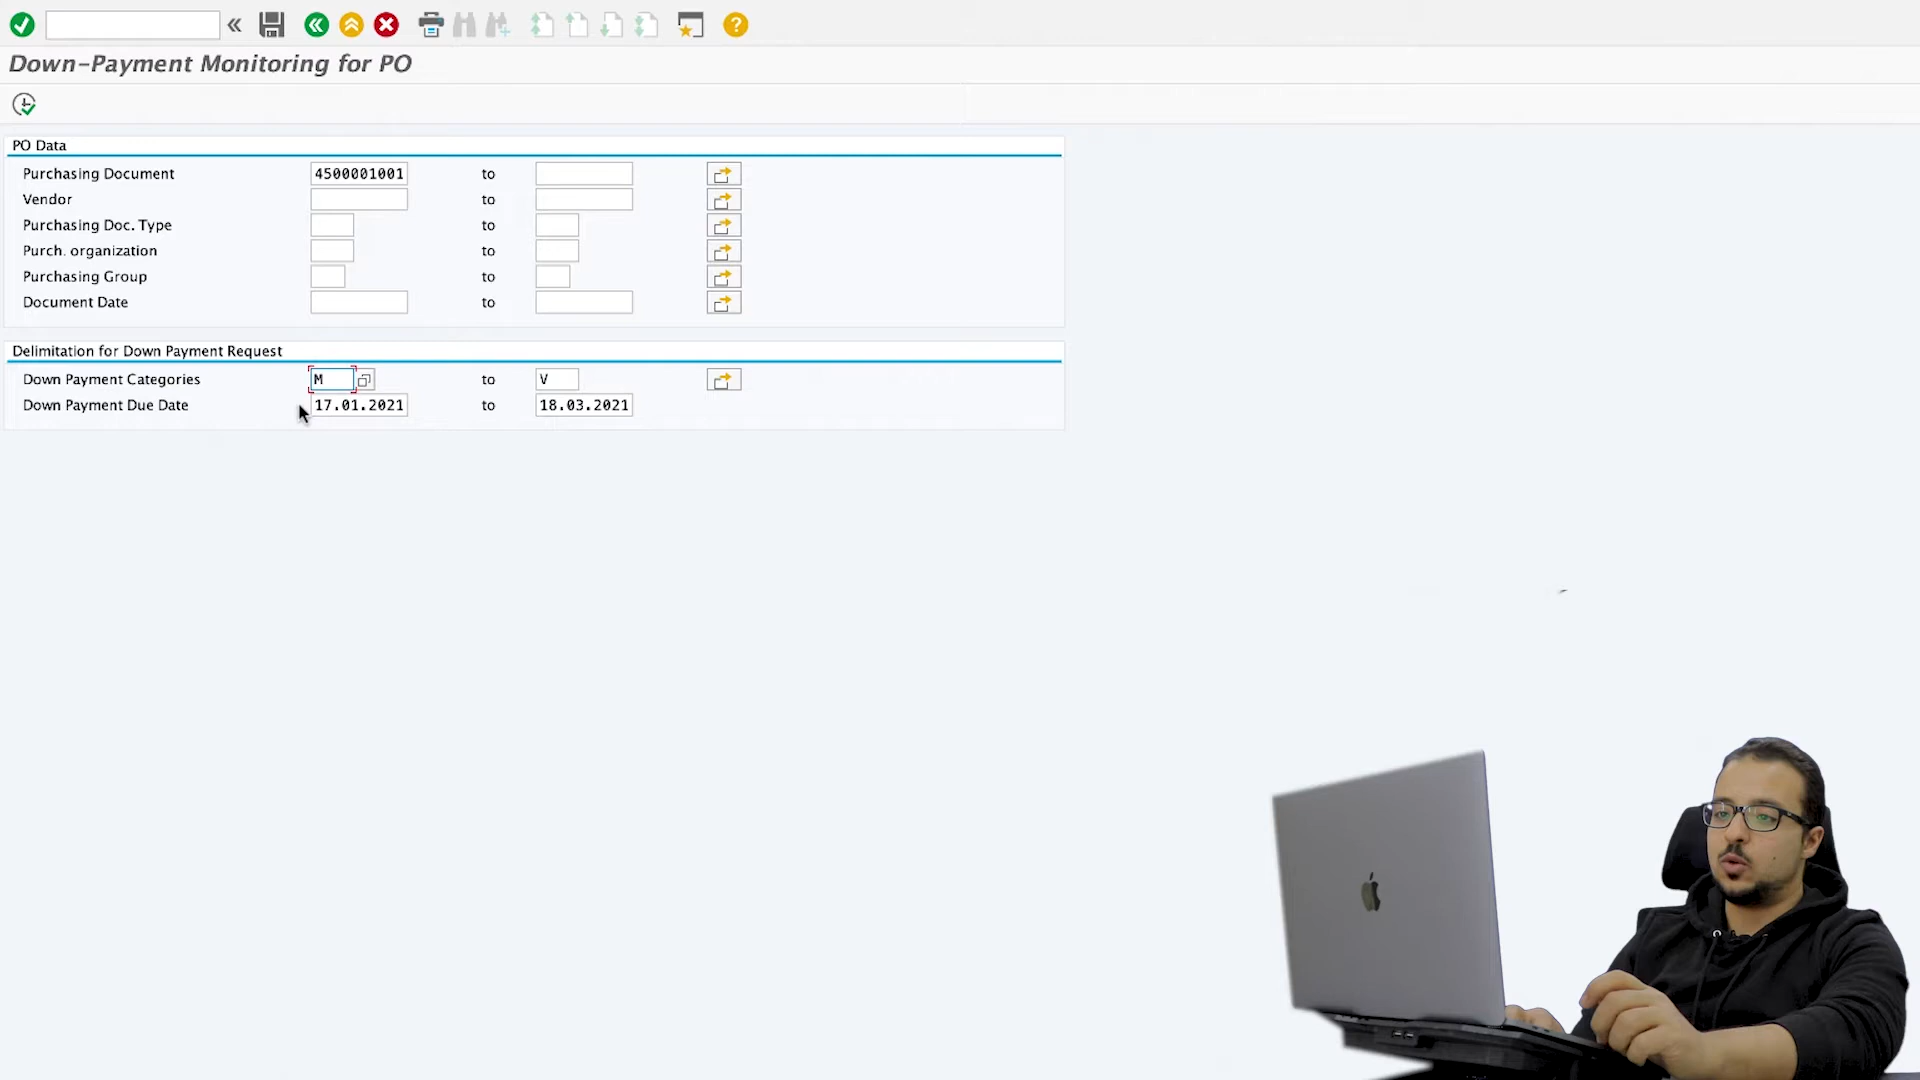 Down-Payment Monitoring for PO
PO Data
Purchasing Document 4500001001 to
Vendor to
Purchasing Doc. Type to
Purch. organization to
Purchasing Group to
Document Date to
Delimitation for Down Payment Request
Down Payment Categories M to V
Down Payment Due Date 17.01.2021 to 18.03.2021